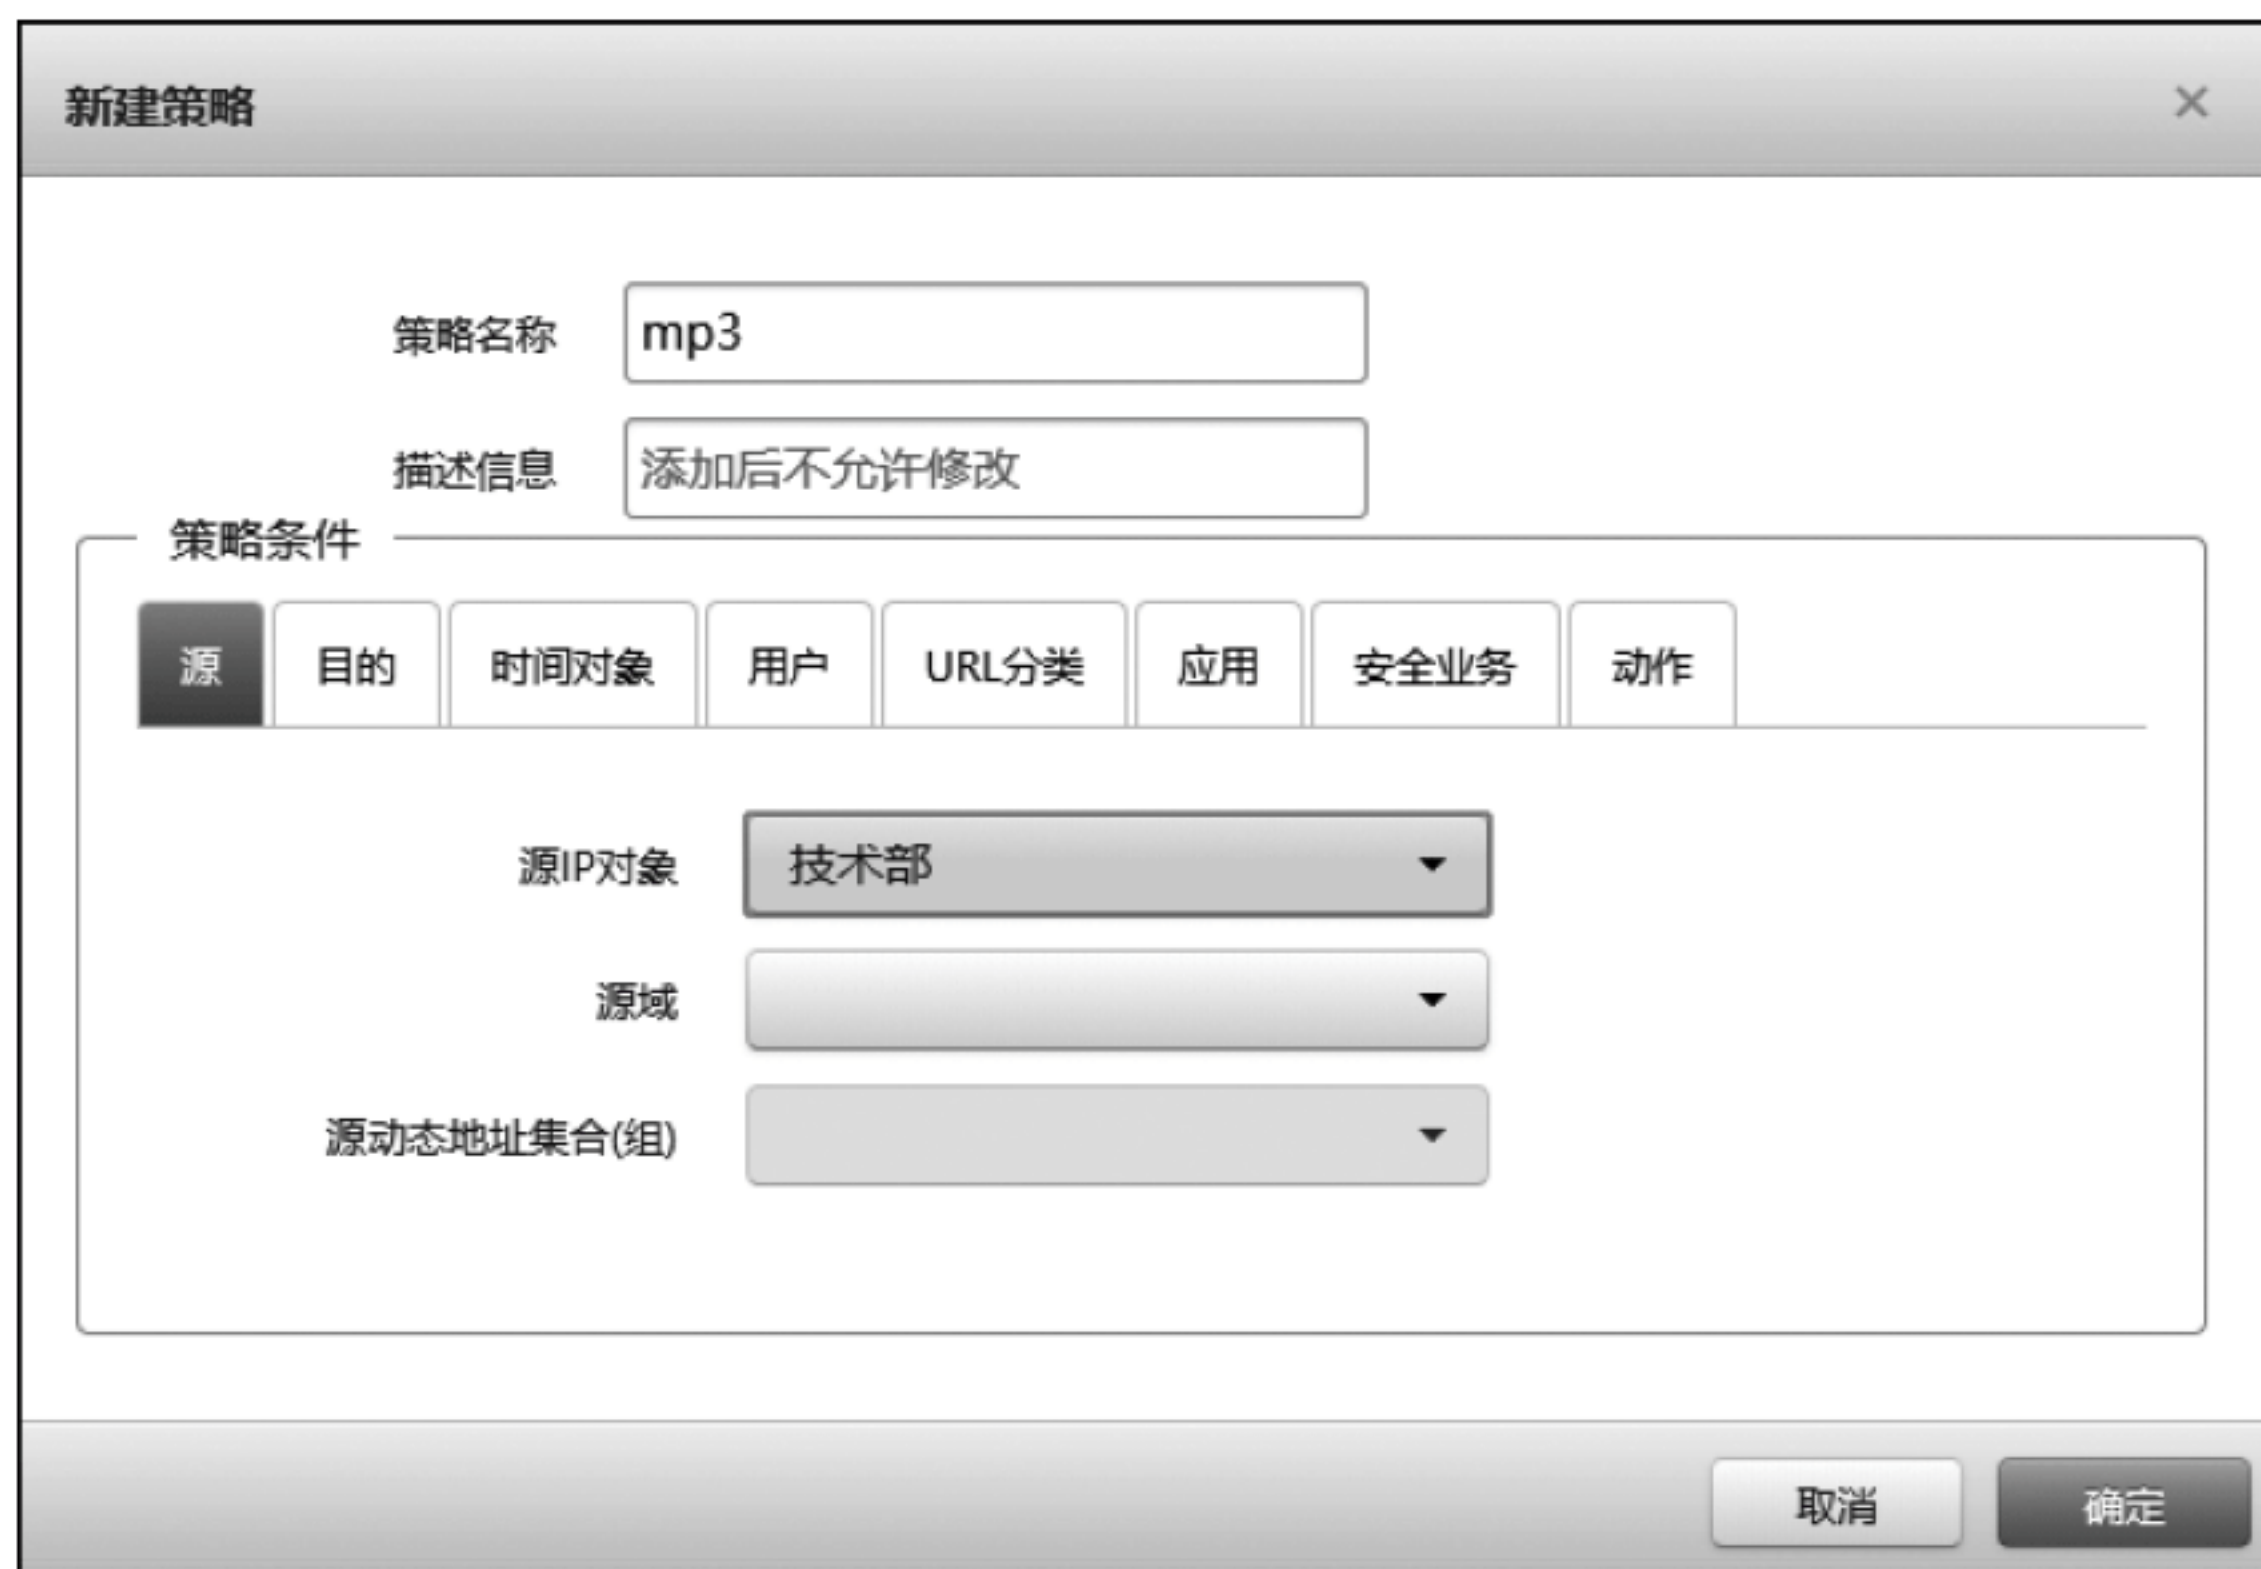 新建策略 ×
策略名称 mp3
描述信息 添加后不允许修改
策略条件
源 目的 时间对象 用户 URL分类 应用 安全业务 动作
源IP对象 技术部
源域
源动态地址集合(组)
取消 确定